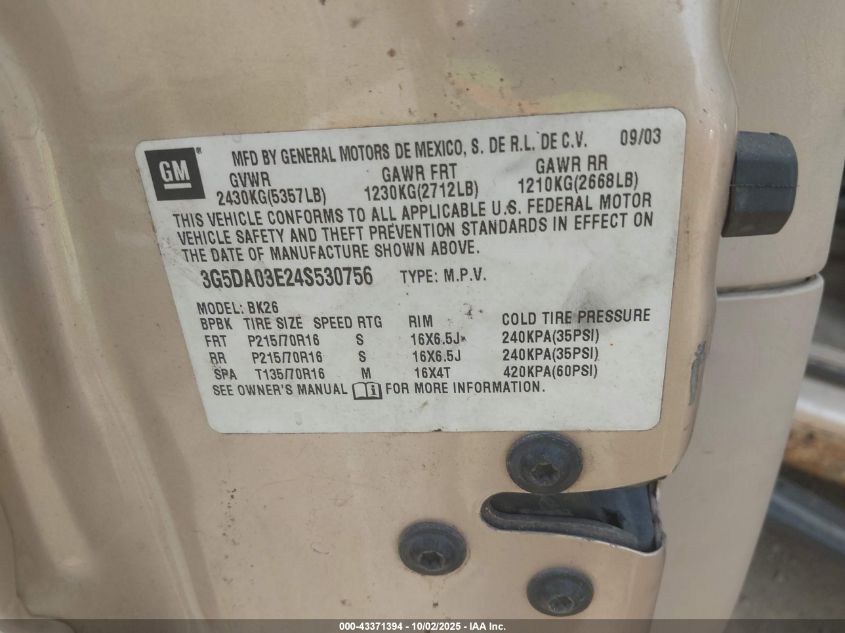 GM ® MFD BY GENERAL MOTORS DE MEXICO, S. DE R.L. DE C.V. 09/03
GVWR GAWR FRT GAWR RR
2430KG(5357LB) 1230KG(2712LB) 1210KG(2668LB)
THIS VEHICLE CONFORMS TO ALL APPLICABLE U.S. FEDERAL MOTOR
VEHICLE SAFETY AND THEFT PREVENTION STANDARDS IN EFFECT ON
THE DATE OF MANUFACTURE SHOWN ABOVE.
3G5DA03E24S530756 TYPE: M.P.V.
MODEL: BK26
BPBK TIRE SIZE SPEED RTG RIM COLD TIRE PRESSURE
FRT P215/70R16 S 16X6.5J 240KPA(35PSI)
RR P215/70R16 S 16X6.5J 240KPA(35PSI)
SPA T135/70R16 M 16X4T 420KPA(60PSI)
SEE OWNER'S MANUAL FOR MORE INFORMATION.
000-43371394 - 10/02/2025 - IAA Inc.